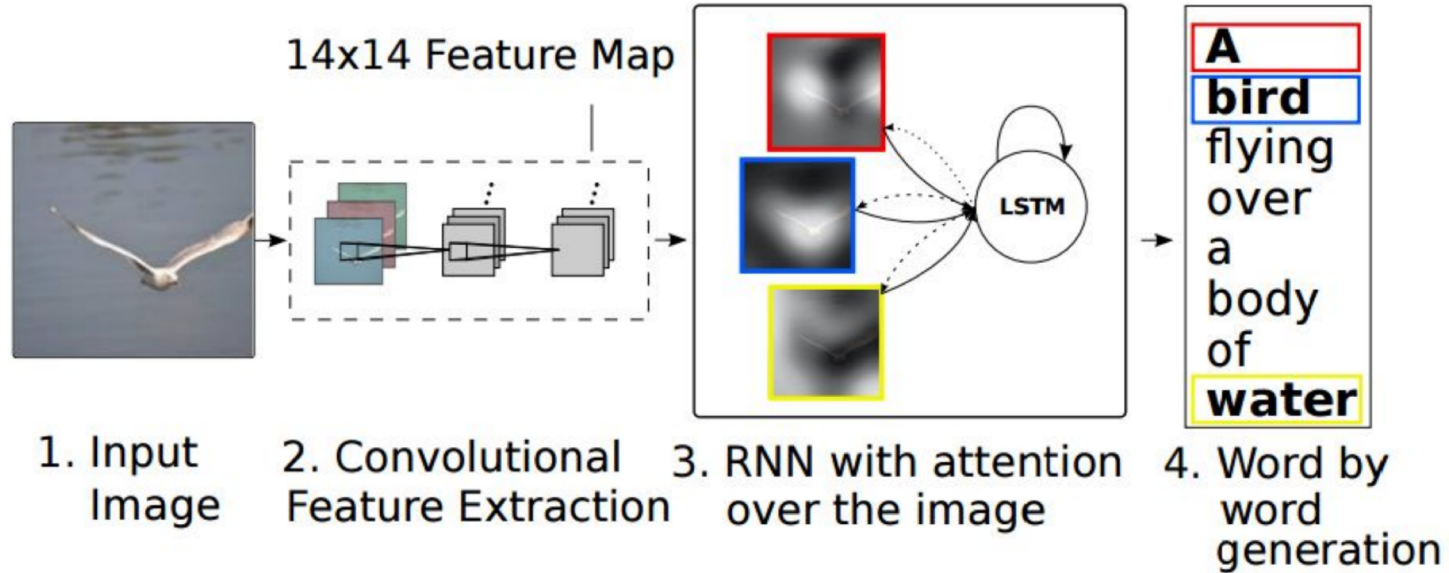 14x14 Feature Map
LSTM
A
bird
flying
over
a
body
of
water
1. Input
Image
2. Convolutional
Feature Extraction
3. RNN with attention
over the image
4. Word by
word
generation